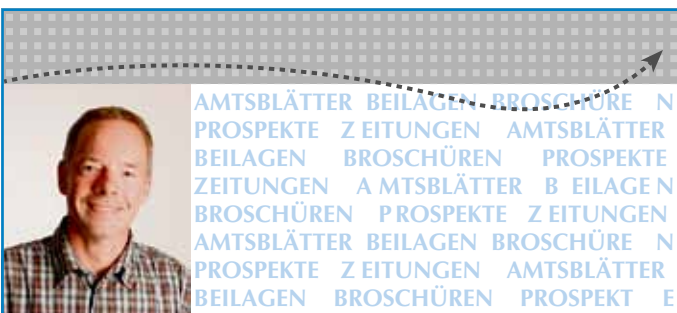 AMTSBLÄTTER BEILAGEN BROSCHÜRE N
PROSPEKTE Z EITUNGEN AMTSBLÄTTER
BEILAGEN BROSCHÜREN PROSPEKTE
ZEITUNGEN A MTSBLÄTTER B EILAGE N
BROSCHÜREN P ROSPEKTE Z EITUNGEN
AMTSBLÄTTER BEILAGEN BROSCHÜRE N
PROSPEKTE Z EITUNGEN AMTSBLÄTTER
BEILAGEN BROSCHÜREN PROSPEKT E